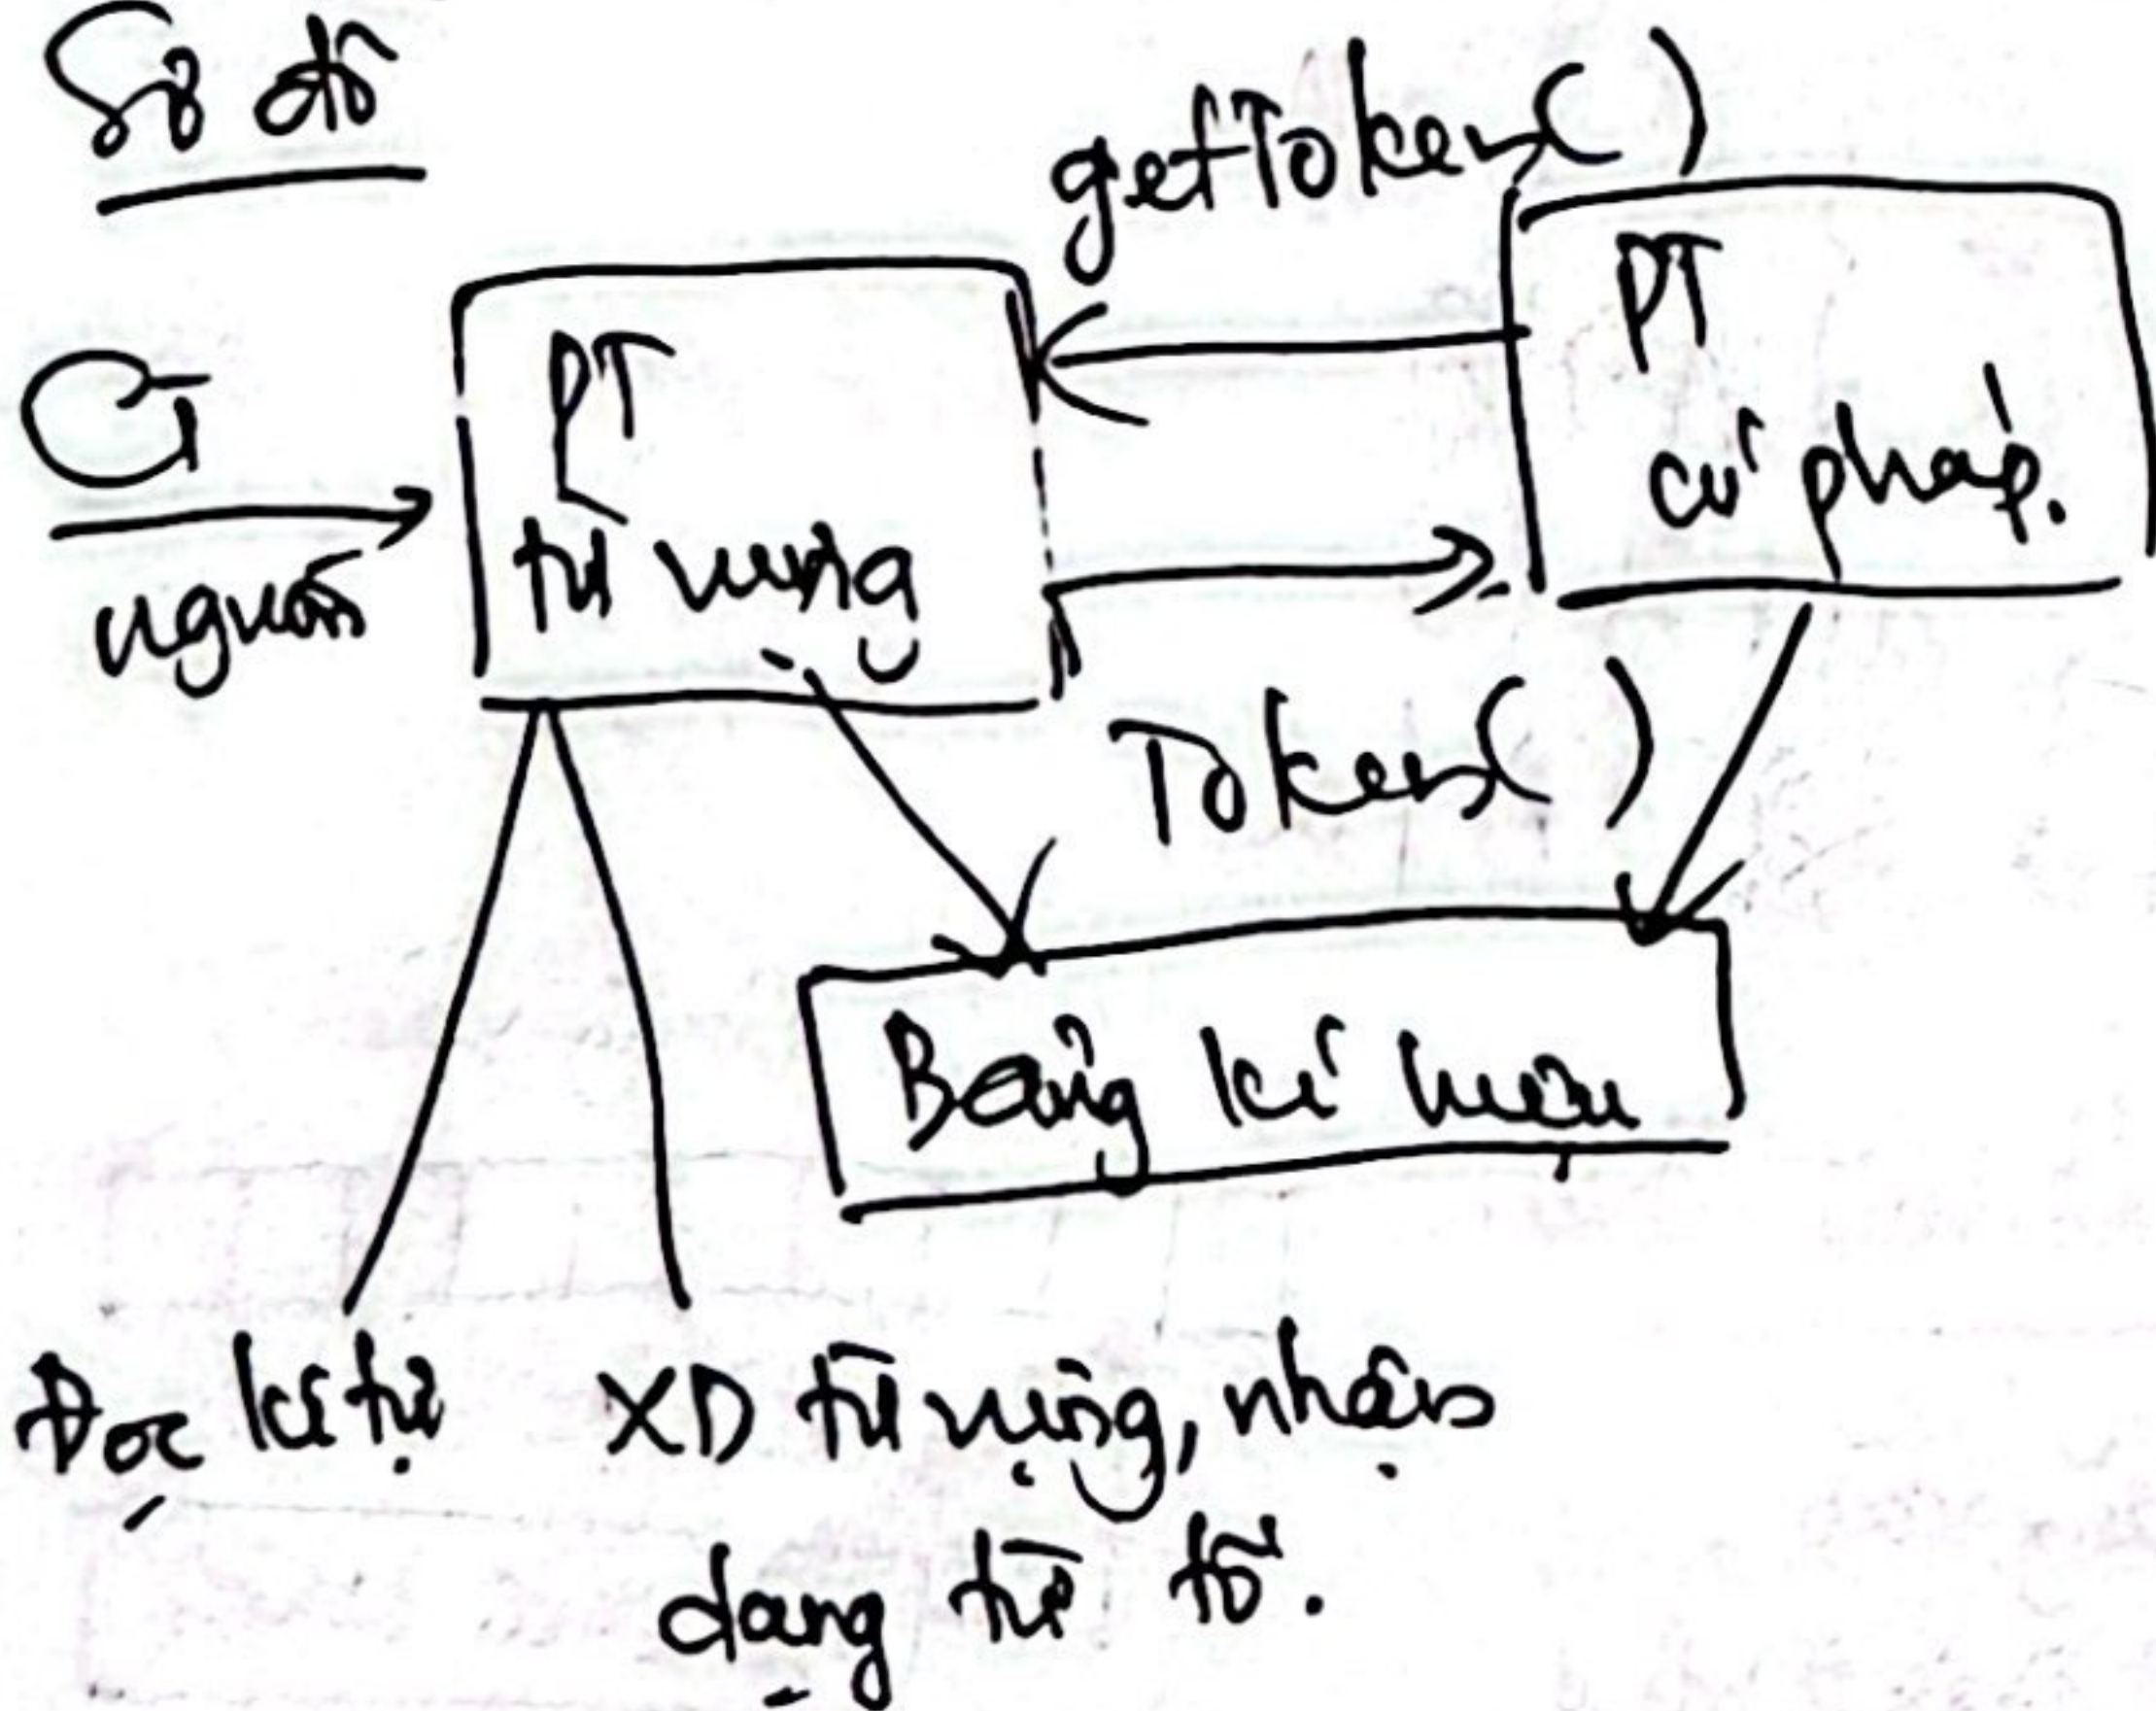 Sơ đồ
getToken()
PT
cú pháp.
PT
từ vựng
nguồn
Token()
Bảng kí hiệu
Đọc kí tự
XD từ vựng, nhận
dạng từ tố.